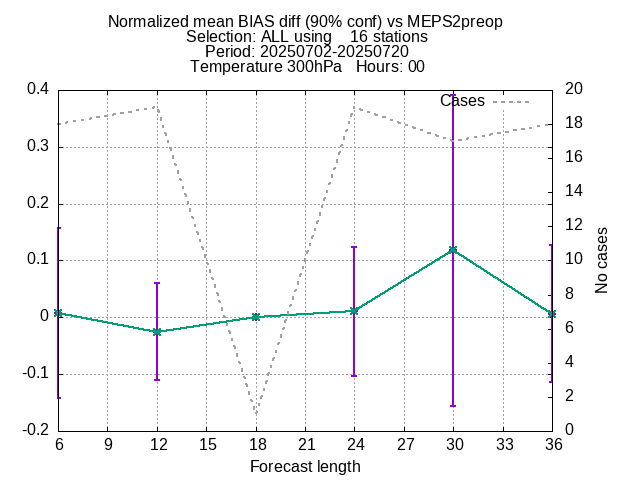 Normalized mean BIAS diff (90% conf) vs MEPS2preop
Selection: ALL using    16 stations
Period: 20250702-20250720
Temperature 300hPa   Hours: 00
Cases
0.4
0.3
0.2
0.1
0
-0.1
-0.2
20
18
16
14
12
10
8
6
4
2
0
No cases
6 9 12 15 18 21 24 27 30 33 36
Forecast length